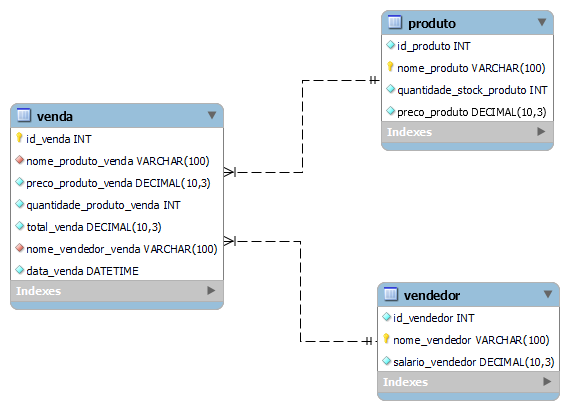 produto
id_produto INT
nome_produto VARCHAR(100)
quantidade_stock_produto INT
preco_produto DECIMAL(10,3)
Indexes
venda
id_venda INT
nome_produto_venda VARCHAR(100)
preco_produto_venda DECIMAL(10,3)
quantidade_produto_venda INT
total_venda DECIMAL(10,3)
nome_vendedor_venda VARCHAR(100)
data_venda DATETIME
Indexes
vendedor
id_vendedor INT
nome_vendedor VARCHAR(100)
salario_vendedor DECIMAL(10,3)
Indexes